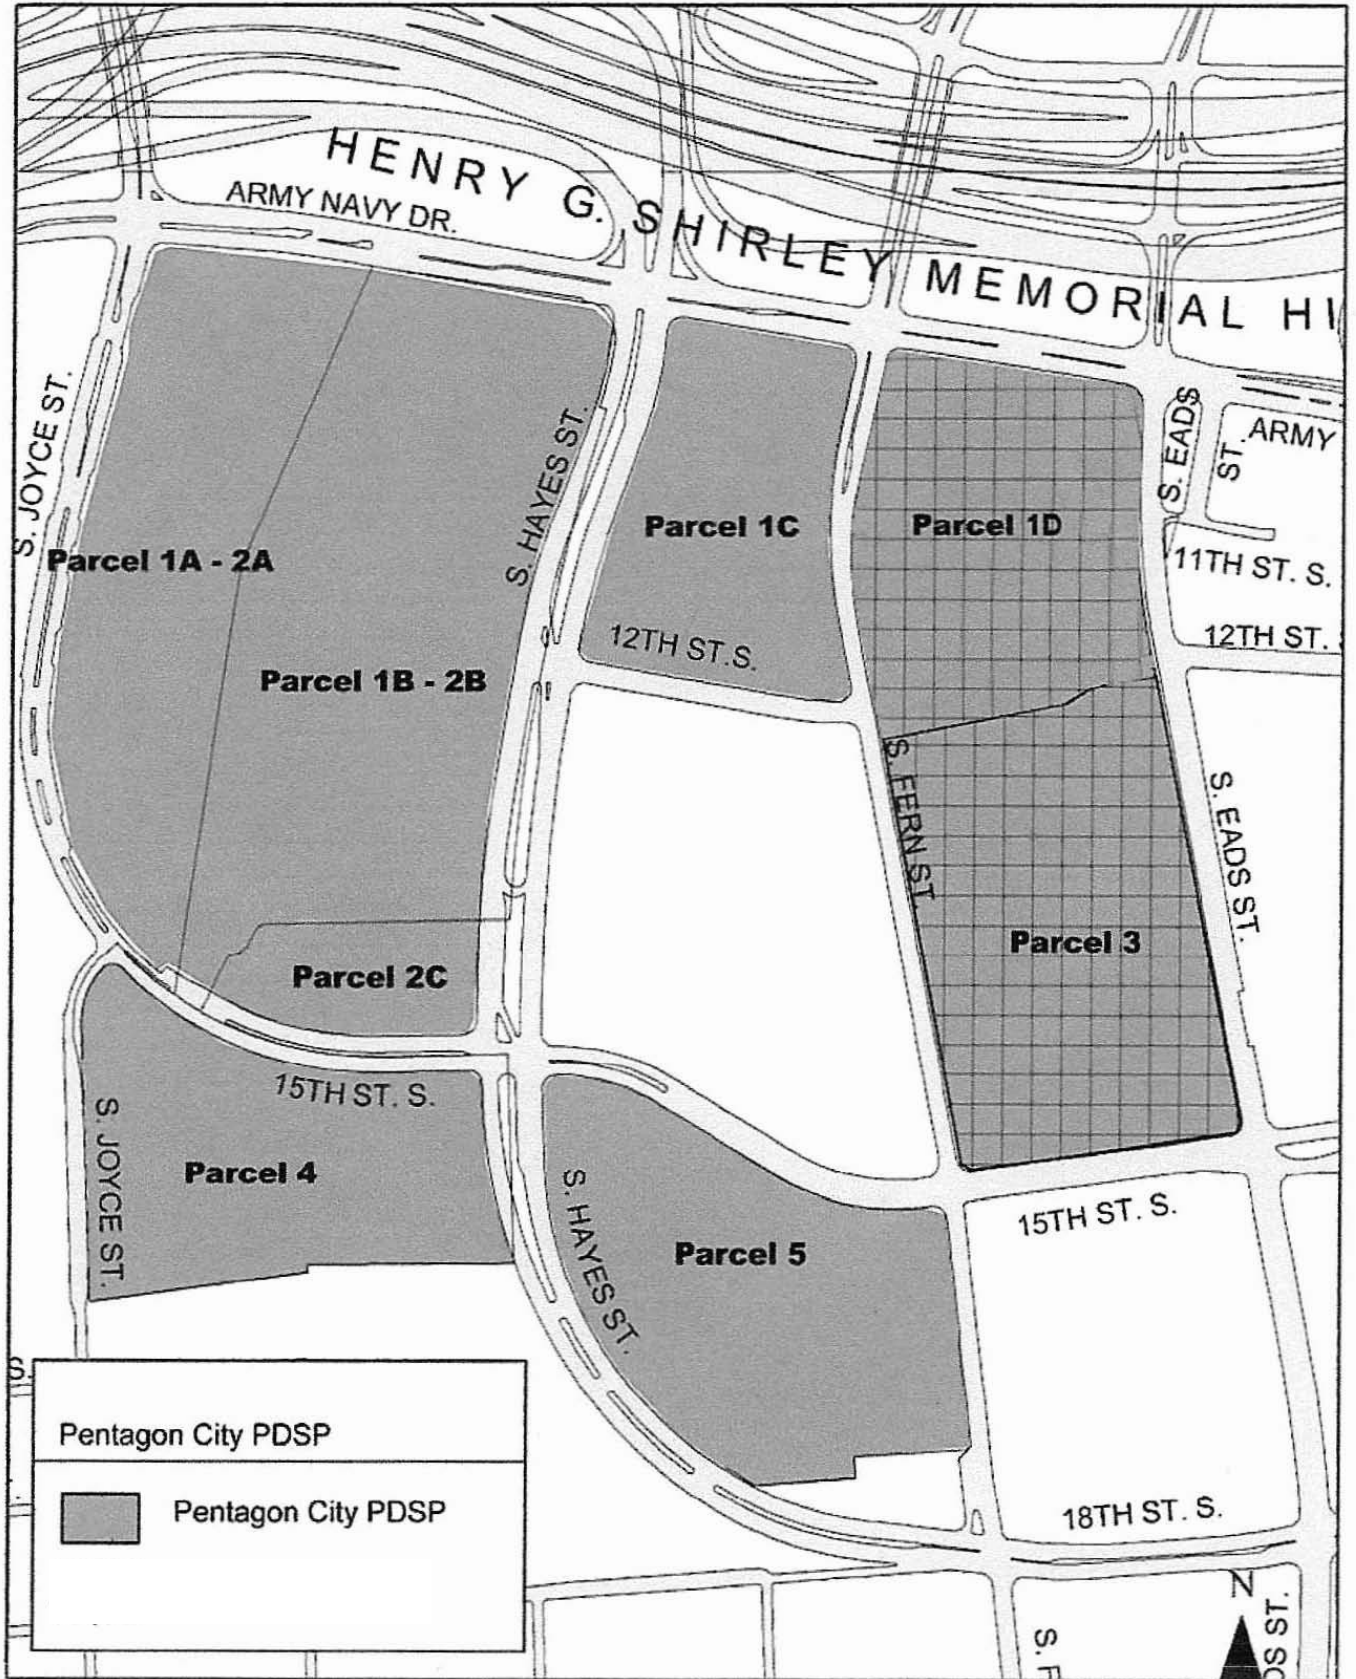 HENRY G. SHIRLEY MEMORIAL HI
ARMY NAVY DR.
S. JOYCE ST.
S. HAYES ST.
S. EADS
ST.
ARMY
Parcel 1A - 2A
Parcel 1C
Parcel 1D
11TH ST. S.
12TH ST. S.
12TH ST.
Parcel 1B - 2B
S. FERN ST.
S. EADS ST.
Parcel 3
Parcel 2C
15TH ST. S.
S. JOYCE ST.
Parcel 4
S. HAYES ST.
Parcel 5
15TH ST. S.
S.
Pentagon City PDSP
Pentagon City PDSP
18TH ST. S.
N
S. F
DS ST.